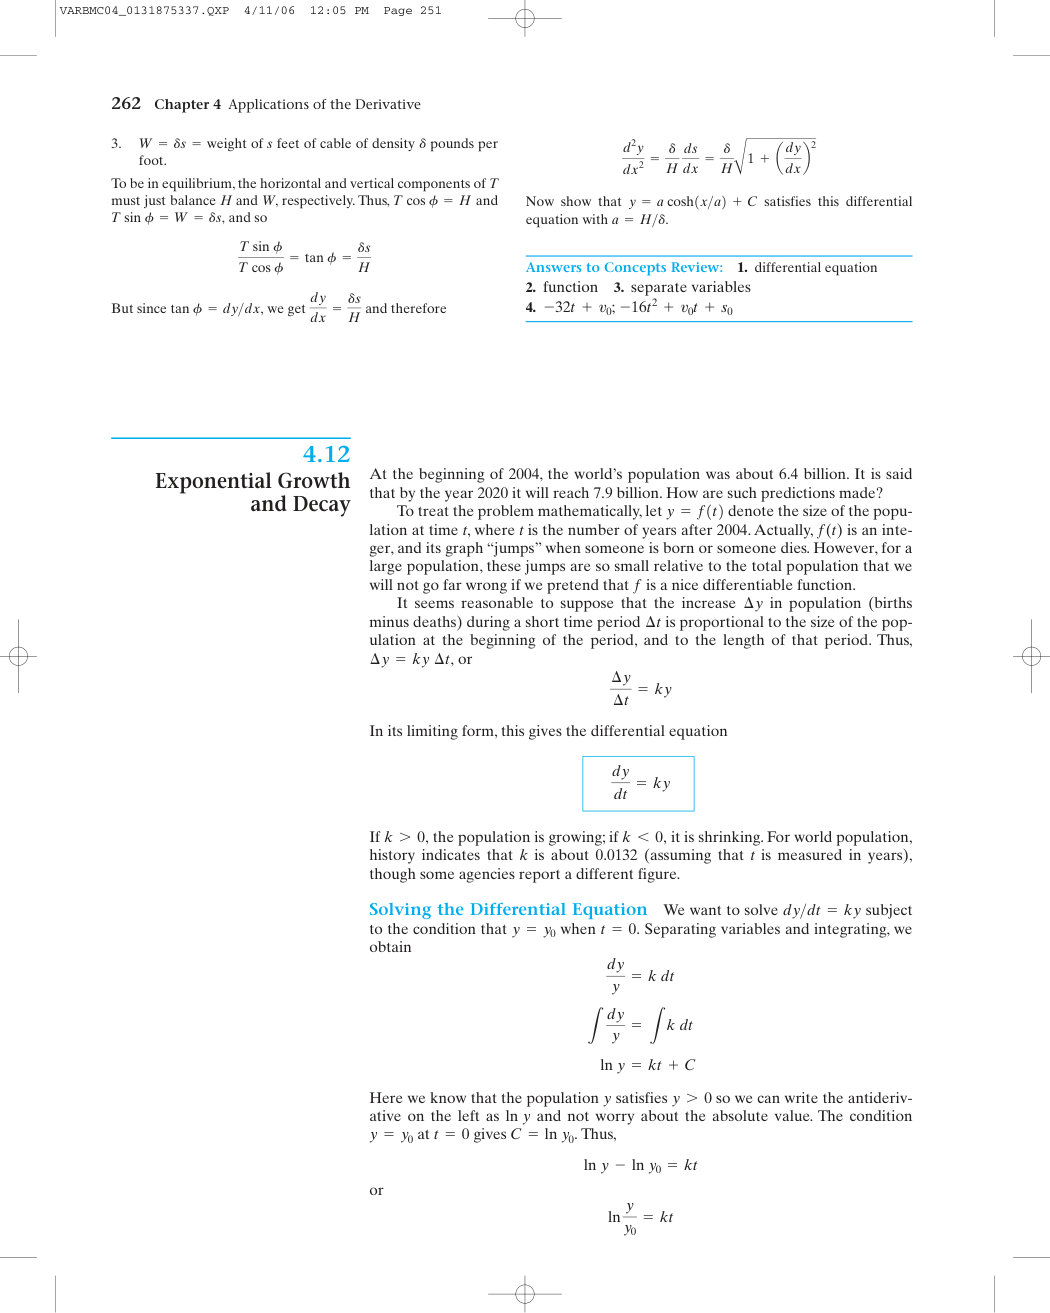 VARBMC04_0131875337.QXP 4/11/06 12:05 PM Page 251
262 Chapter 4 Applications of the Derivative
3. W = δs = weight of s feet of cable of density δ pounds per
foot.
To be in equilibrium, the horizontal and vertical components of T
must just balance H and W, respectively. Thus, T cos ϕ = H and
T sin ϕ = W = δs, and so
T sin ϕ / T cos ϕ = tan ϕ = δs/H
But since tan ϕ = dy/dx, we get dy/dx = δs/H and therefore
d²y/dx² = δ/H ds/dx = δ/H √(1 + (dy/dx)²)
Now show that y = a cosh(x/a) + C satisfies this differential
equation with a = H/δ.
Answers to Concepts Review: 1. differential equation
2. function 3. separate variables
4. −32t + v₀; −16t² + v₀t + s₀
4.12
Exponential Growth
and Decay
At the beginning of 2004, the world's population was about 6.4 billion. It is said
that by the year 2020 it will reach 7.9 billion. How are such predictions made?
To treat the problem mathematically, let y = f(t) denote the size of the popu-
lation at time t, where t is the number of years after 2004. Actually, f(t) is an inte-
ger, and its graph “jumps” when someone is born or someone dies. However, for a
large population, these jumps are so small relative to the total population that we
will not go far wrong if we pretend that f is a nice differentiable function.
It seems reasonable to suppose that the increase Δy in population (births
minus deaths) during a short time period Δt is proportional to the size of the pop-
ulation at the beginning of the period, and to the length of that period. Thus,
Δy = ky Δt, or
Δy/Δt = ky
In its limiting form, this gives the differential equation
dy/dt = ky
If k > 0, the population is growing; if k < 0, it is shrinking. For world population,
history indicates that k is about 0.0132 (assuming that t is measured in years),
though some agencies report a different figure.
Solving the Differential Equation We want to solve dy/dt = ky subject
to the condition that y = y₀ when t = 0. Separating variables and integrating, we
obtain
dy/y = k dt
∫ dy/y = ∫ k dt
ln y = kt + C
Here we know that the population y satisfies y > 0 so we can write the antideriv-
ative on the left as ln y and not worry about the absolute value. The condition
y = y₀ at t = 0 gives C = ln y₀. Thus,
ln y − ln y₀ = kt
or
ln y/y₀ = kt